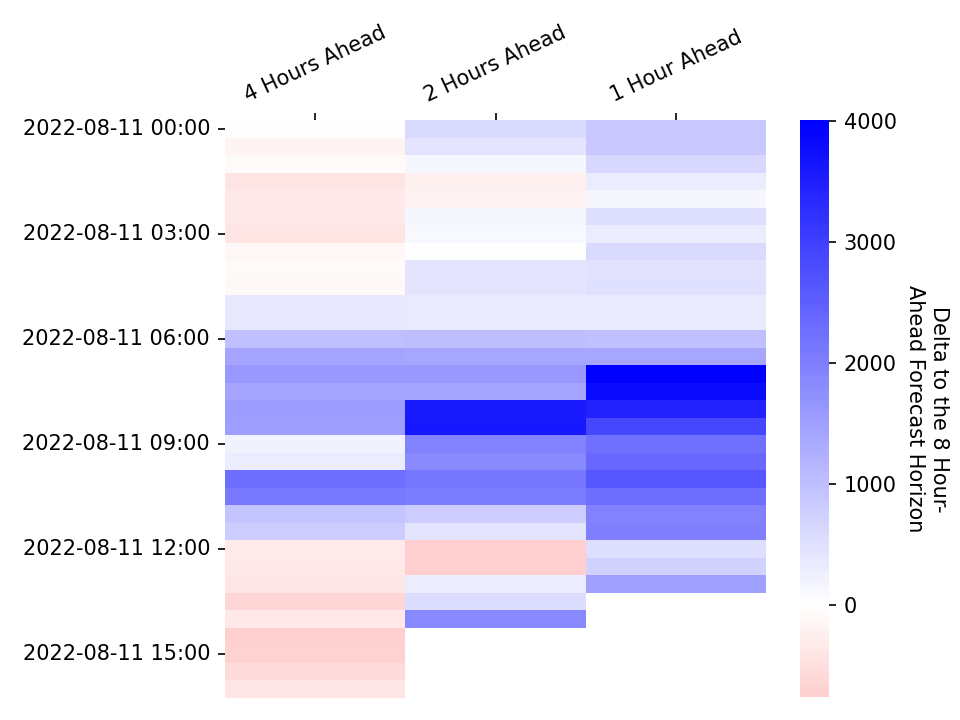 4 Hours Ahead
2 Hours Ahead
1 Hour Ahead
2022-08-11 00:00
2022-08-11 03:00
2022-08-11 06:00
2022-08-11 09:00
2022-08-11 12:00
2022-08-11 15:00
4000
3000
2000
1000
0
Delta to the 8 Hour-
Ahead Forecast Horizon